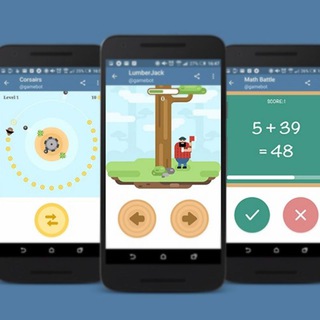 Corsairs
@gamebot
Level:1
LumberJack
@gamebot
Math Battle
@gamebot
SCORE:1
5 + 39
= 48